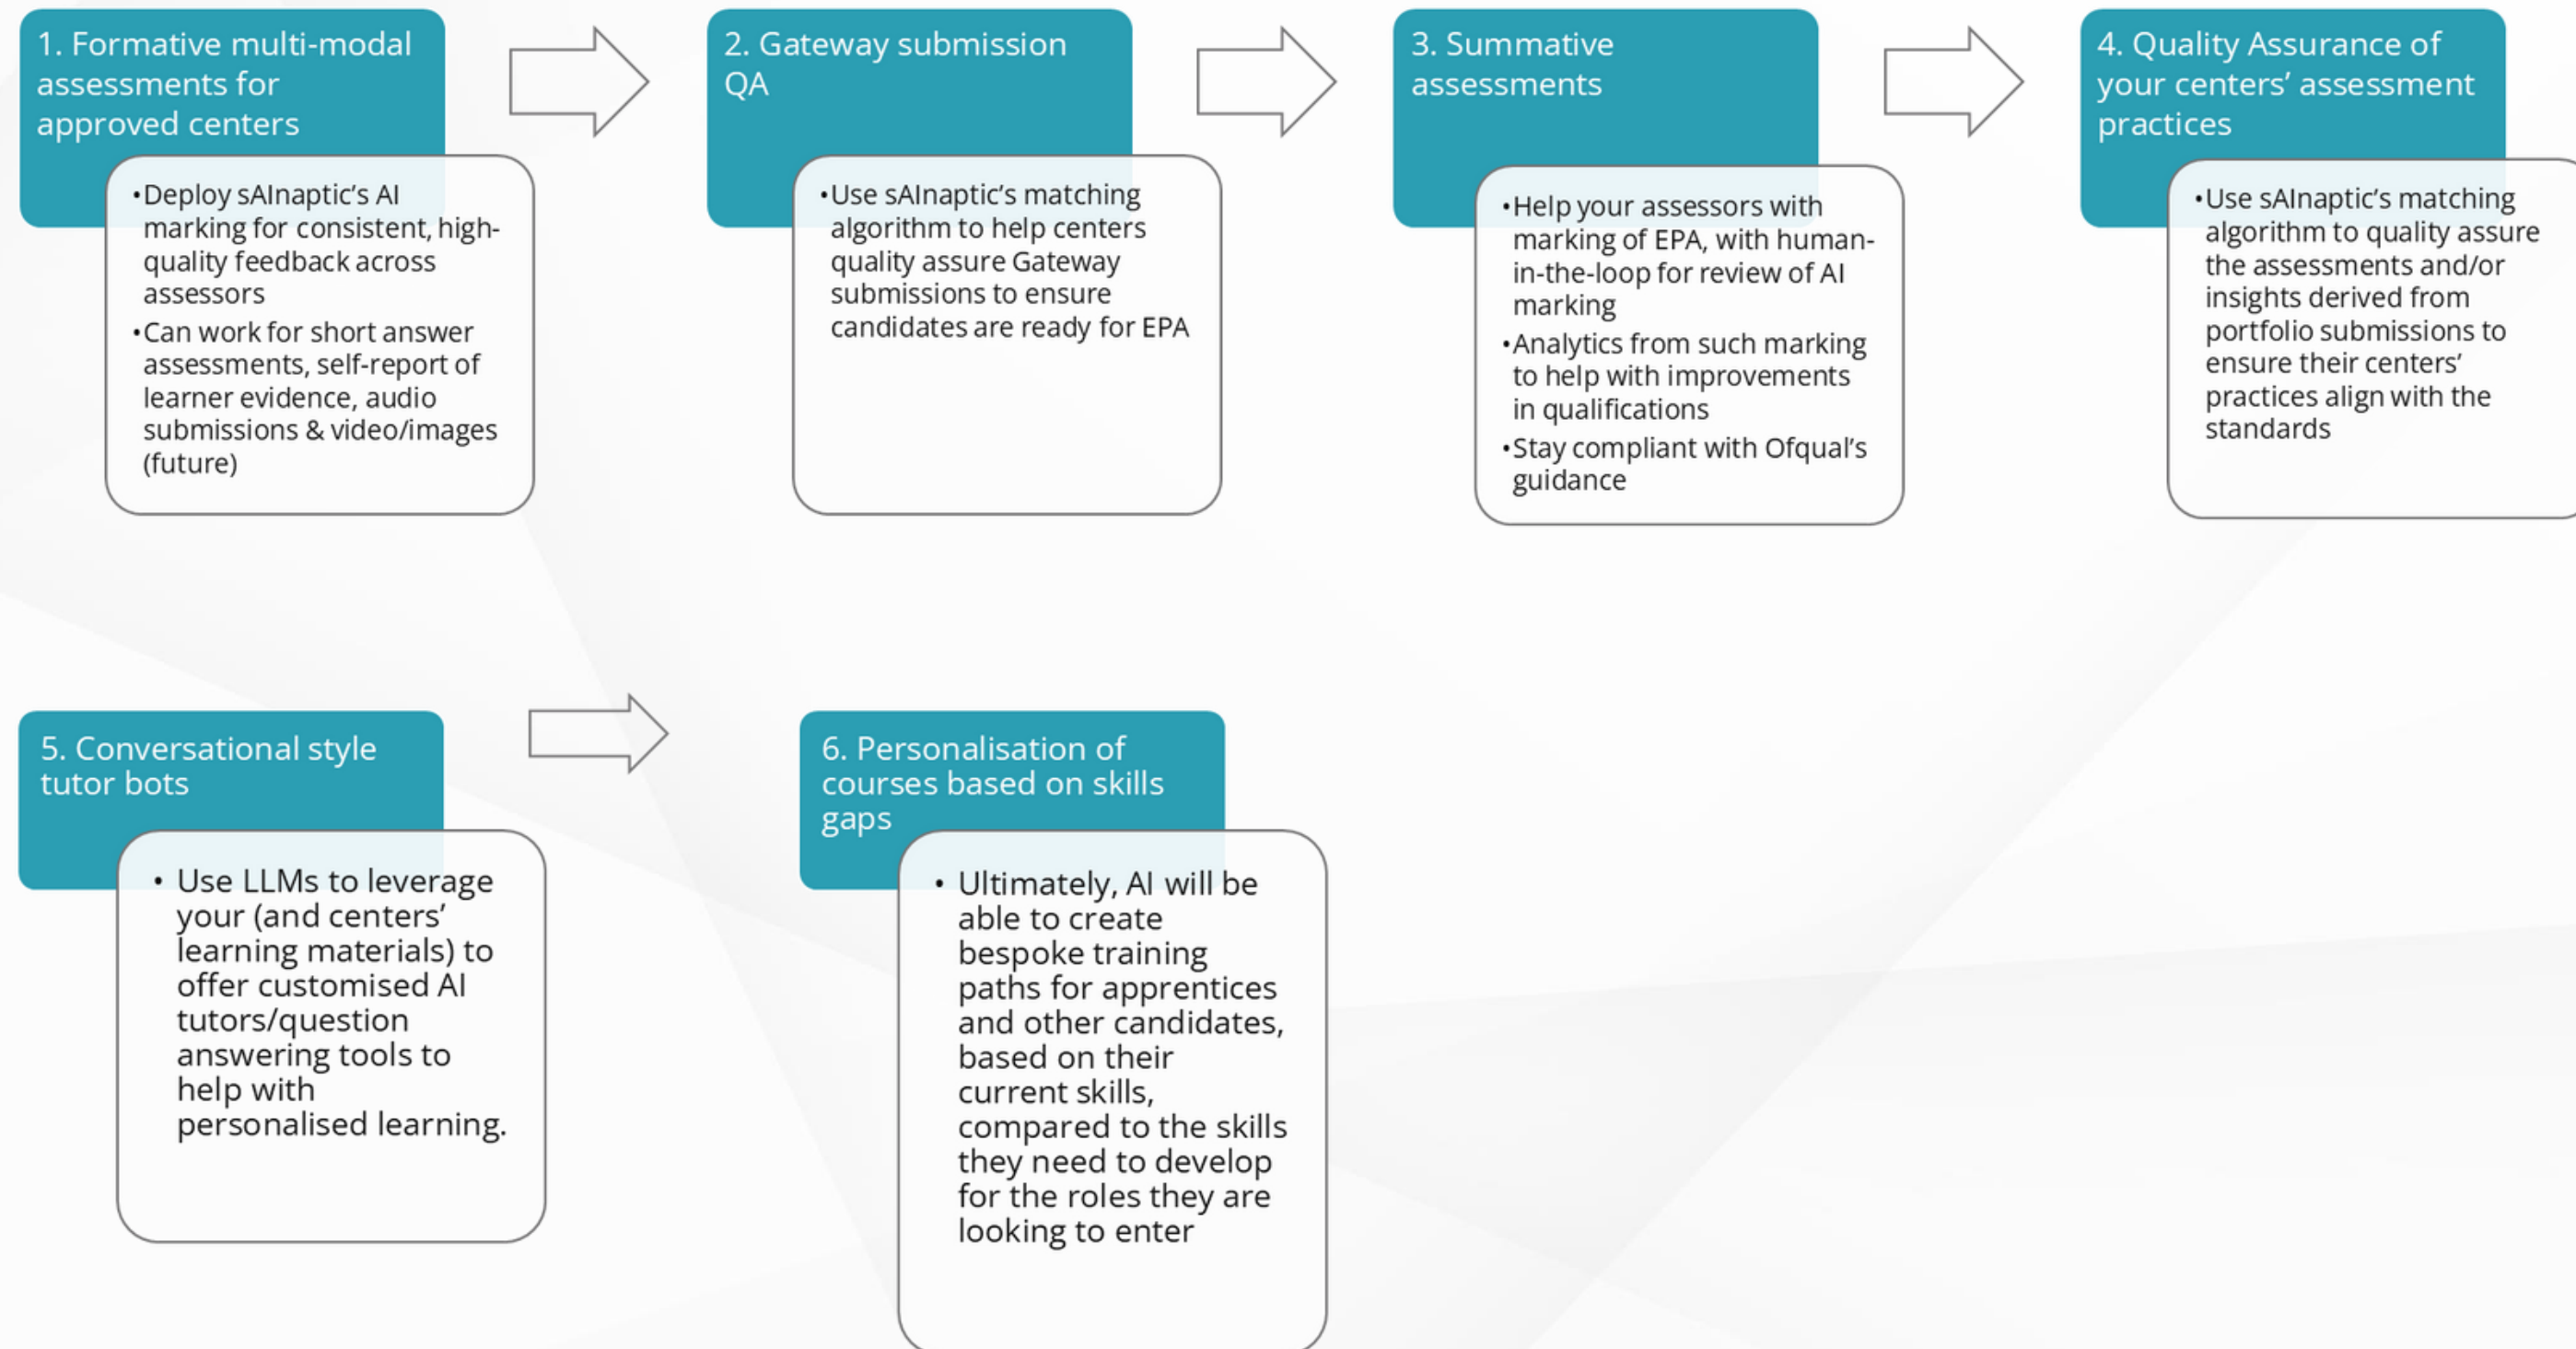 1. Formative multi-modal
assessments for
approved centers
•Deploy sAInaptic’s AI
marking for consistent, high-
quality feedback across
assessors
•Can work for short answer
assessments, self-report of
learner evidence, audio
submissions & video/images
(future)
2. Gateway submission
QA
•Use sAInaptic’s matching
algorithm to help centers
quality assure Gateway
submissions to ensure
candidates are ready for EPA
3. Summative
assessments
•Help your assessors with
marking of EPA, with human-
in-the-loop for review of AI
marking
•Analytics from such marking
to help with improvements
in qualifications
•Stay compliant with Ofqual’s
guidance
4. Quality Assurance of
your centers’ assessment
practices
•Use sAInaptic’s matching
algorithm to quality assure
the assessments and/or
insights derived from
portfolio submissions to
ensure their centers’
practices align with the
standards
5. Conversational style
tutor bots
• Use LLMs to leverage
your (and centers’
learning materials) to
offer customised AI
tutors/question
answering tools to
help with
personalised learning.
6. Personalisation of
courses based on skills
gaps
• Ultimately, AI will be
able to create
bespoke training
paths for apprentices
and other candidates,
based on their
current skills,
compared to the skills
they need to develop
for the roles they are
looking to enter